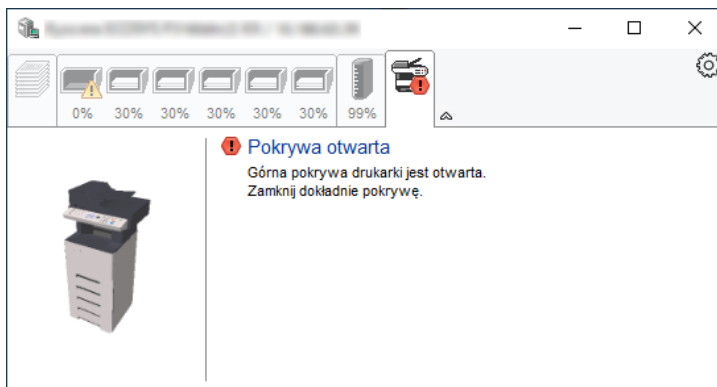 0% 30% 30% 30% 30% 30% 99%
Pokrywa otwarta
Górna pokrywa drukarki jest otwarta.
Zamknij dokładnie pokrywę.